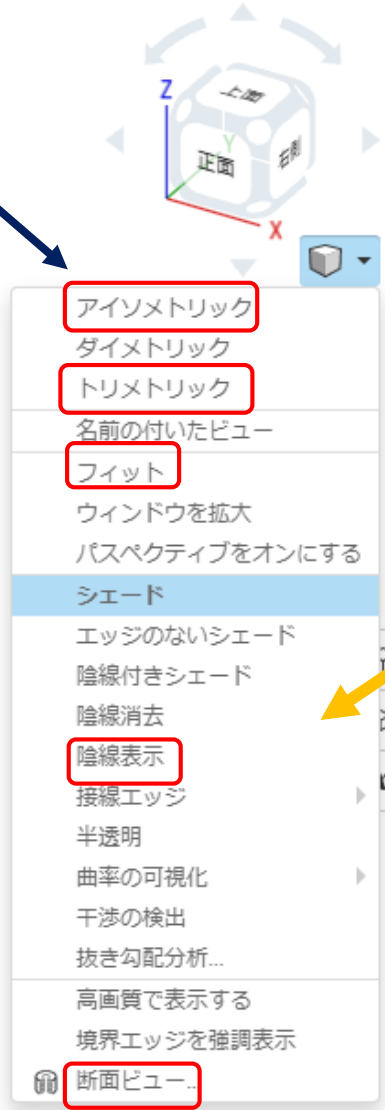 Z
上面
Y
正面
右側
X
アイソメトリック
ダイメトリック
トリメトリック
名前の付いたビュー
フィット
ウィンドウを拡大
パスペクティブをオンにする
シェード
エッジのないシェード
陰線付きシェード
陰線消去
陰線表示
接線エッジ
半透明
曲率の可視化
干渉の検出
抜き勾配分析...
高画質で表示する
境界エッジを強調表示
断面ビュー...